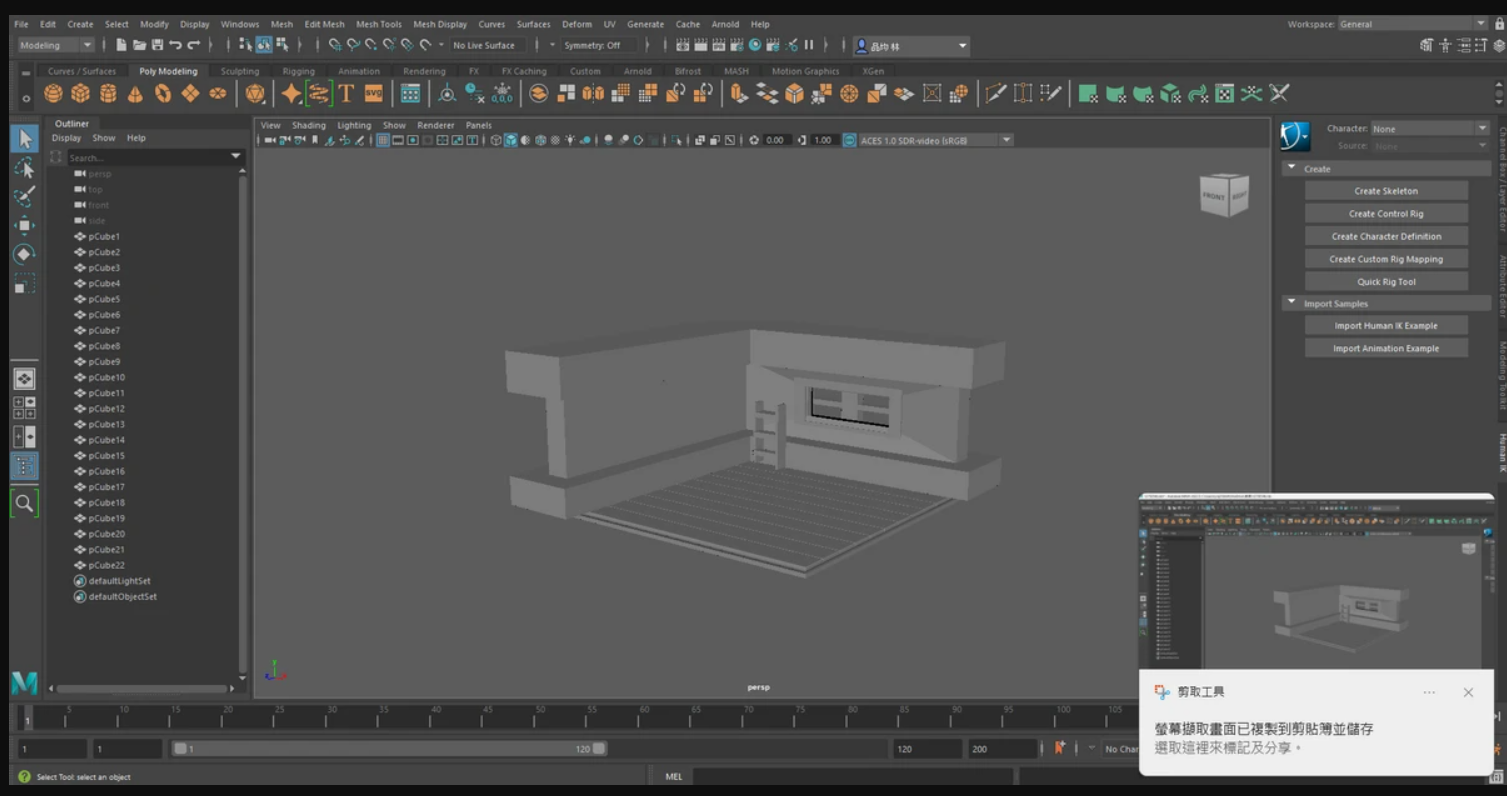 File Edit Create Select Modify Display Windows Mesh Edit Mesh Mesh Tools Mesh Display Curves Surfaces Deform UV Generate Cache Arnold Help
Workspace: General
Modeling
No Live Surface
Symmetry: Off
Curves / Surfaces Poly Modeling Sculpting Rigging Animation Rendering FX FX Caching Custom Arnold Bifrost MASH Motion Graphics XGen
SVG
Outliner
Display Show Help
Search...
persp
top
front
side
pCube1
pCube2
pCube3
pCube4
pCube5
pCube6
pCube7
pCube8
pCube9
pCube10
pCube11
pCube12
pCube13
pCube14
pCube15
pCube16
pCube17
pCube18
pCube19
pCube20
pCube21
pCube22
defaultLightSet
defaultObjectSet
View Shading Lighting Show Renderer Panels
0.00
1.00
ACES 1.0 SDR-video (sRGB)
FRONT RIGHT
persp
Character: None
Source: None
Create
Create Skeleton
Create Control Rig
Create Character Definition
Create Custom Rig Mapping
Quick Rig Tool
Import Samples
Import Human IK Example
Import Animation Example
Channel Box / Layer Editor
Attribute Editor
Modeling Toolkit
Human IK
剪取工具
螢幕擷取畫面已複製到剪貼簿並儲存
選取這裡來標記及分享。
1 5 10 15 20 25 30 35 40 45 50 55 60 65 70 75 80 85 90 95 100 105
1
1
1
120
120
200
No Char
Select Tool: select an object
MEL